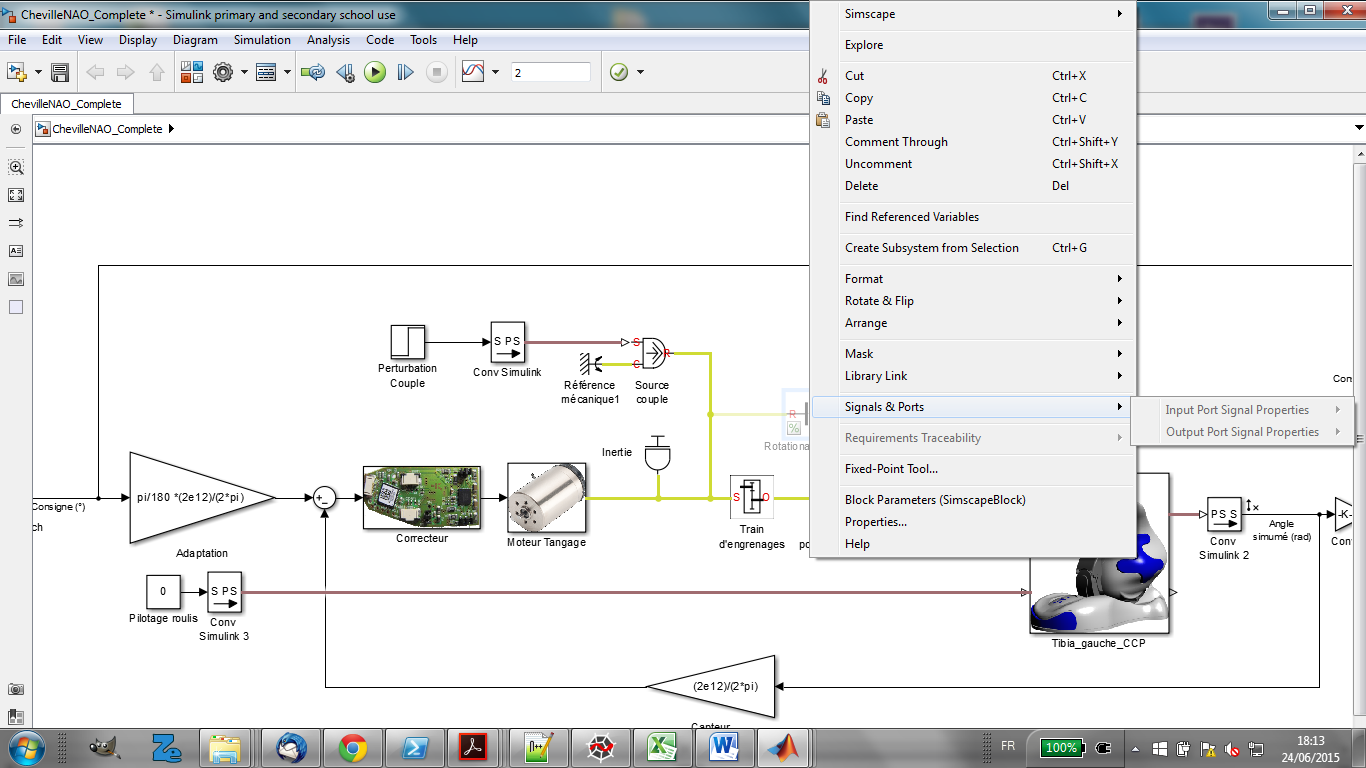 ChevilleNAO_Complete * - Simulink primary and secondary school use
File Edit View Display Diagram Simulation Analysis Code Tools Help
2
ChevilleNAO_Complete
ChevilleNAO_Complete
Simscape
Explore
Cut Ctrl+X
Copy Ctrl+C
Paste Ctrl+V
Comment Through Ctrl+Shift+Y
Uncomment Ctrl+Shift+X
Delete Del
Find Referenced Variables
Create Subsystem from Selection Ctrl+G
Format
Rotate & Flip
Arrange
Mask
Library Link
Signals & Ports
Requirements Traceability
Fixed-Point Tool...
Block Parameters (SimscapeBlock)
Properties...
Help
Input Port Signal Properties
Output Port Signal Properties
Perturbation
Couple
S PS
Conv Simulink
Référence
mécanique1
S
C
R
Source
couple
R
%
Rotationa
Inertie
Consigne (°)
ch
pi/180 *(2e12)/(2*pi)
Adaptation
+
-
Correcteur
Moteur Tangage
S O
Train
d'engrenages
po
0
Pilotage roulis
S PS
Conv
Simulink 3
Tibia_gauche_CCP
PS S
Conv
Simulink 2
x
Angle
simumé (rad)
-K-
Con
Con
(2e12)/(2*pi)
Capteur
FR
100%
18:13
24/06/2015